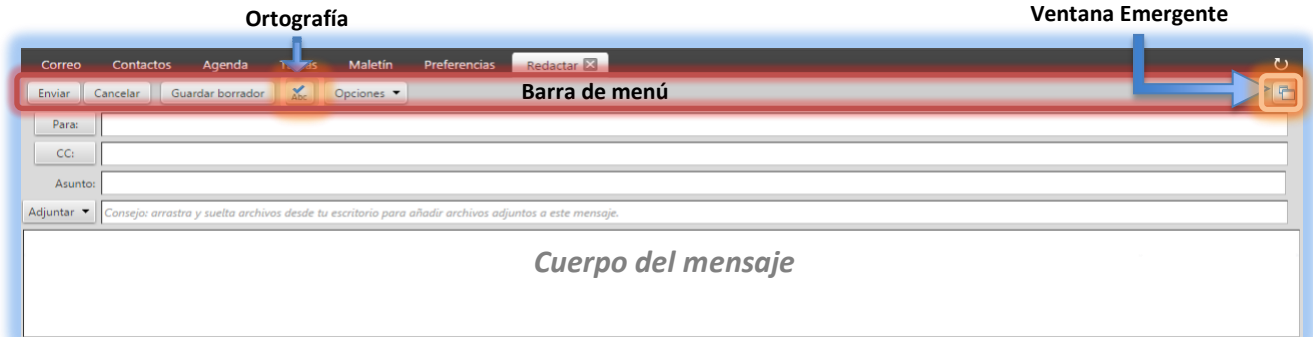 Ortografía
Ventana Emergente
Correo Contactos Agenda Maletín Preferencias Redactar
Enviar Cancelar Guardar borrador Abc Opciones Barra de menú
Para:
CC:
Asunto:
Adjuntar Consejo: arrastra y suelta archivos desde tu escritorio para añadir archivos adjuntos a este mensaje.
Cuerpo del mensaje